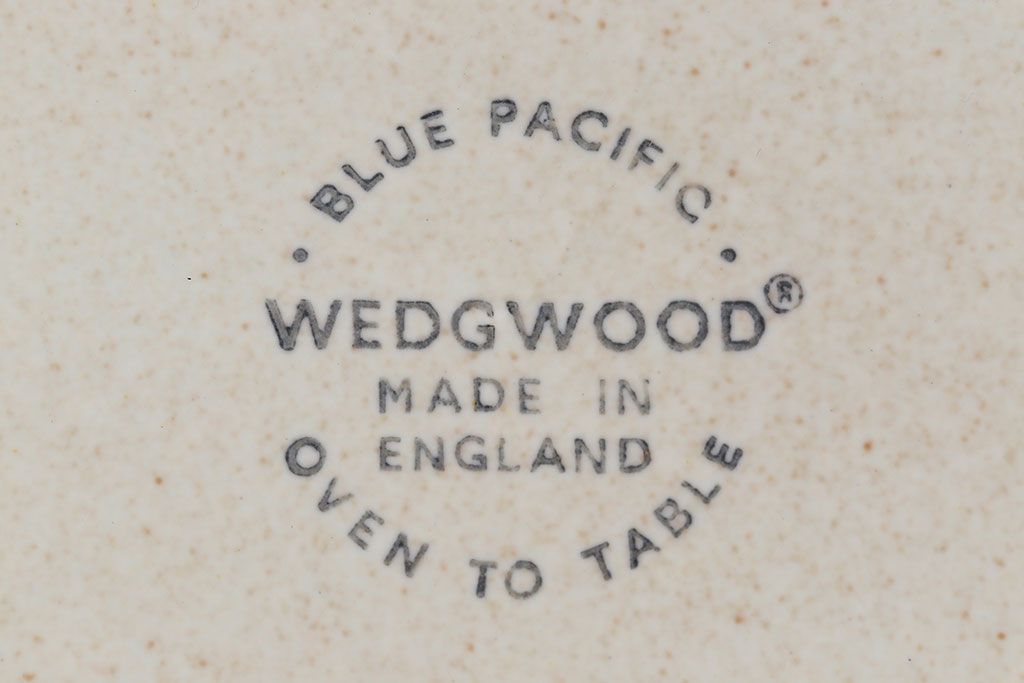 • BLUE PACIFIC •
WEDGWOOD®
MADE IN
ENGLAND
OVEN TO TABLE